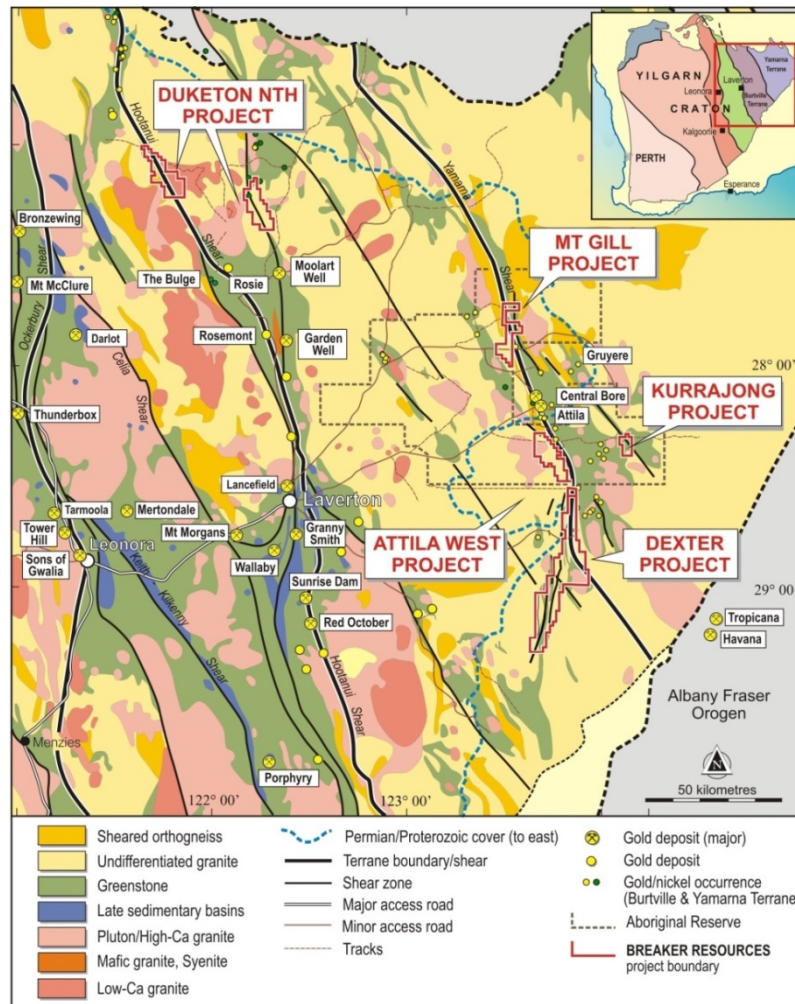 DUKETON NTH
PROJECT
Hootanui
Shear
Yamarna
Shear
YILGARN
CRATON
Leonora
Laverton
Yamarna
Terrane
Burtville
Terrane
Kalgoorlie
PERTH
Esperance
Bronzewing
Shear
Mt McClure
Ockerbury
The Bulge
Rosie
Moolart
Well
MT GILL
PROJECT
Darlot
Celia
Shear
Rosemont
Garden
Well
Gruyere
28° 00'
Central Bore
Attila
KURRAJONG
PROJECT
Thunderbox
Lancefield
Laverton
Tarmoola
Mertondale
Mt Morgans
Granny
Smith
Tower
Hill
Leonora
Sons of
Gwalia
Wallaby
ATTILA WEST
PROJECT
DEXTER
PROJECT
Keith
Kilkenny
Shear
Sunrise Dam
Red October
29° 00'
Tropicana
Havana
Hootanui
Shear
Albany Fraser
Orogen
Menzies
Porphyry
N
122° 00'
123° 00'
50 kilometres
Sheared orthogneiss
Undifferentiated granite
Greenstone
Late sedimentary basins
Pluton/High-Ca granite
Mafic granite, Syenite
Low-Ca granite
Permian/Proterozoic cover (to east)
Terrane boundary/shear
Shear zone
Major access road
Minor access road
Tracks
Gold deposit (major)
Gold deposit
Gold/nickel occurrence
(Burtville & Yamarna Terrane
Aboriginal Reserve
BREAKER RESOURCES
project boundary